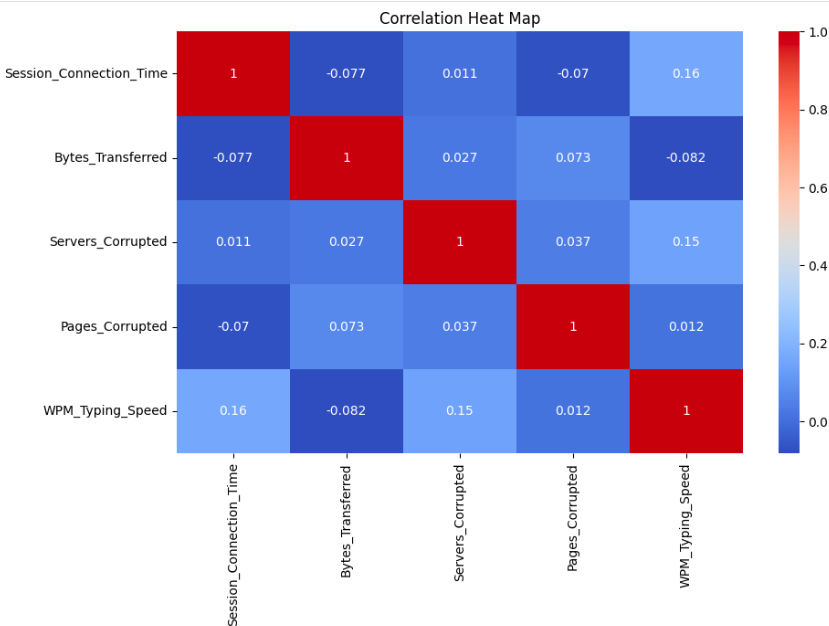 Correlation Heat Map
Session_Connection_Time 1 -0.077 0.011 -0.07 0.16
Bytes_Transferred -0.077 1 0.027 0.073 -0.082
Servers_Corrupted 0.011 0.027 1 0.037 0.15
Pages_Corrupted -0.07 0.073 0.037 1 0.012
WPM_Typing_Speed 0.16 -0.082 0.15 0.012 1
Session_Connection_Time
Bytes_Transferred
Servers_Corrupted
Pages_Corrupted
WPM_Typing_Speed
1.0
0.8
0.6
0.4
0.2
0.0